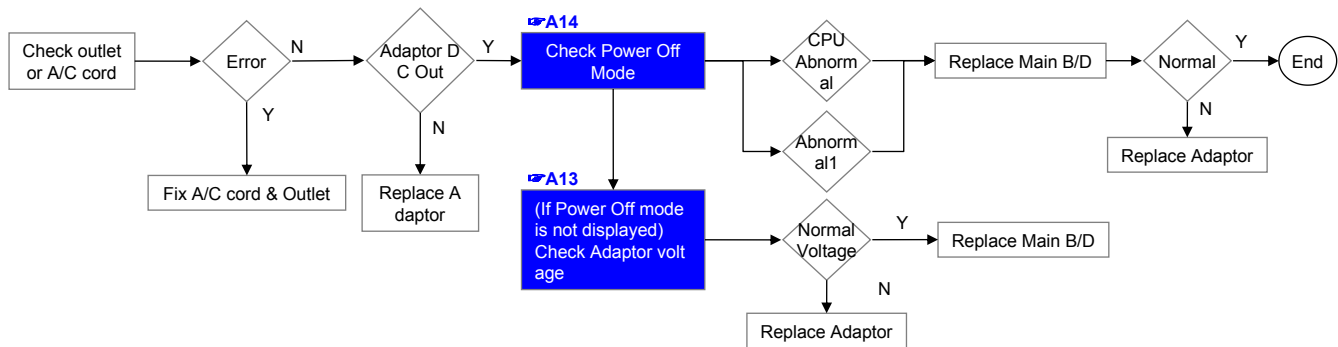 Check outlet
or A/C cord
Error
N
Y
Fix A/C cord & Outlet
Adaptor D
C Out
Y
N
Replace A
daptor
☞A14
Check Power Off
Mode
CPU
Abnorm
al
Abnorm
al1
Replace Main B/D
Normal
Y
End
N
Replace Adaptor
☞A13
(If Power Off mode
is not displayed)
Check Adaptor volt
age
Normal
Voltage
Y
Replace Main B/D
N
Replace Adaptor